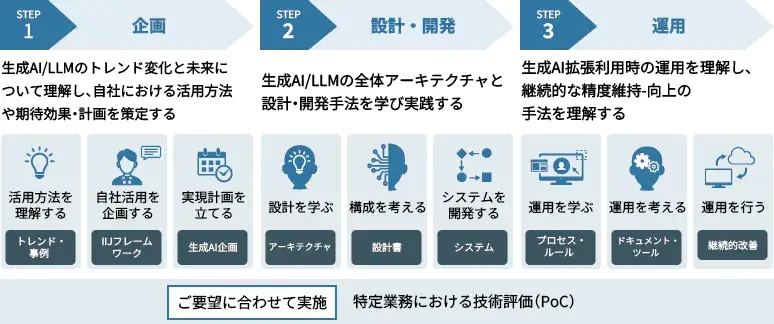 STEP
1
企画
生成AI/LLMのトレンド変化と未来に
ついて理解し、自社における活用方法
や期待効果・計画を策定する
活用方法を
理解する
トレンド・
事例
自社活用を
企画する
IIJフレーム
ワーク
実現計画を
立てる
生成AI企画
STEP
2
設計・開発
生成AI/LLMの全体アーキテクチャと
設計・開発手法を学び実践する
設計を学ぶ
アーキテクチャ
構成を考える
設計書
システムを
開発する
システム
STEP
3
運用
生成AI拡張利用時の運用を理解し、
継続的な精度維持-向上の
手法を理解する
運用を学ぶ
プロセス・
ルール
運用を考える
ドキュメント・
ツール
運用を行う
継続的改善
ご要望に合わせて実施
特定業務における技術評価（PoC）